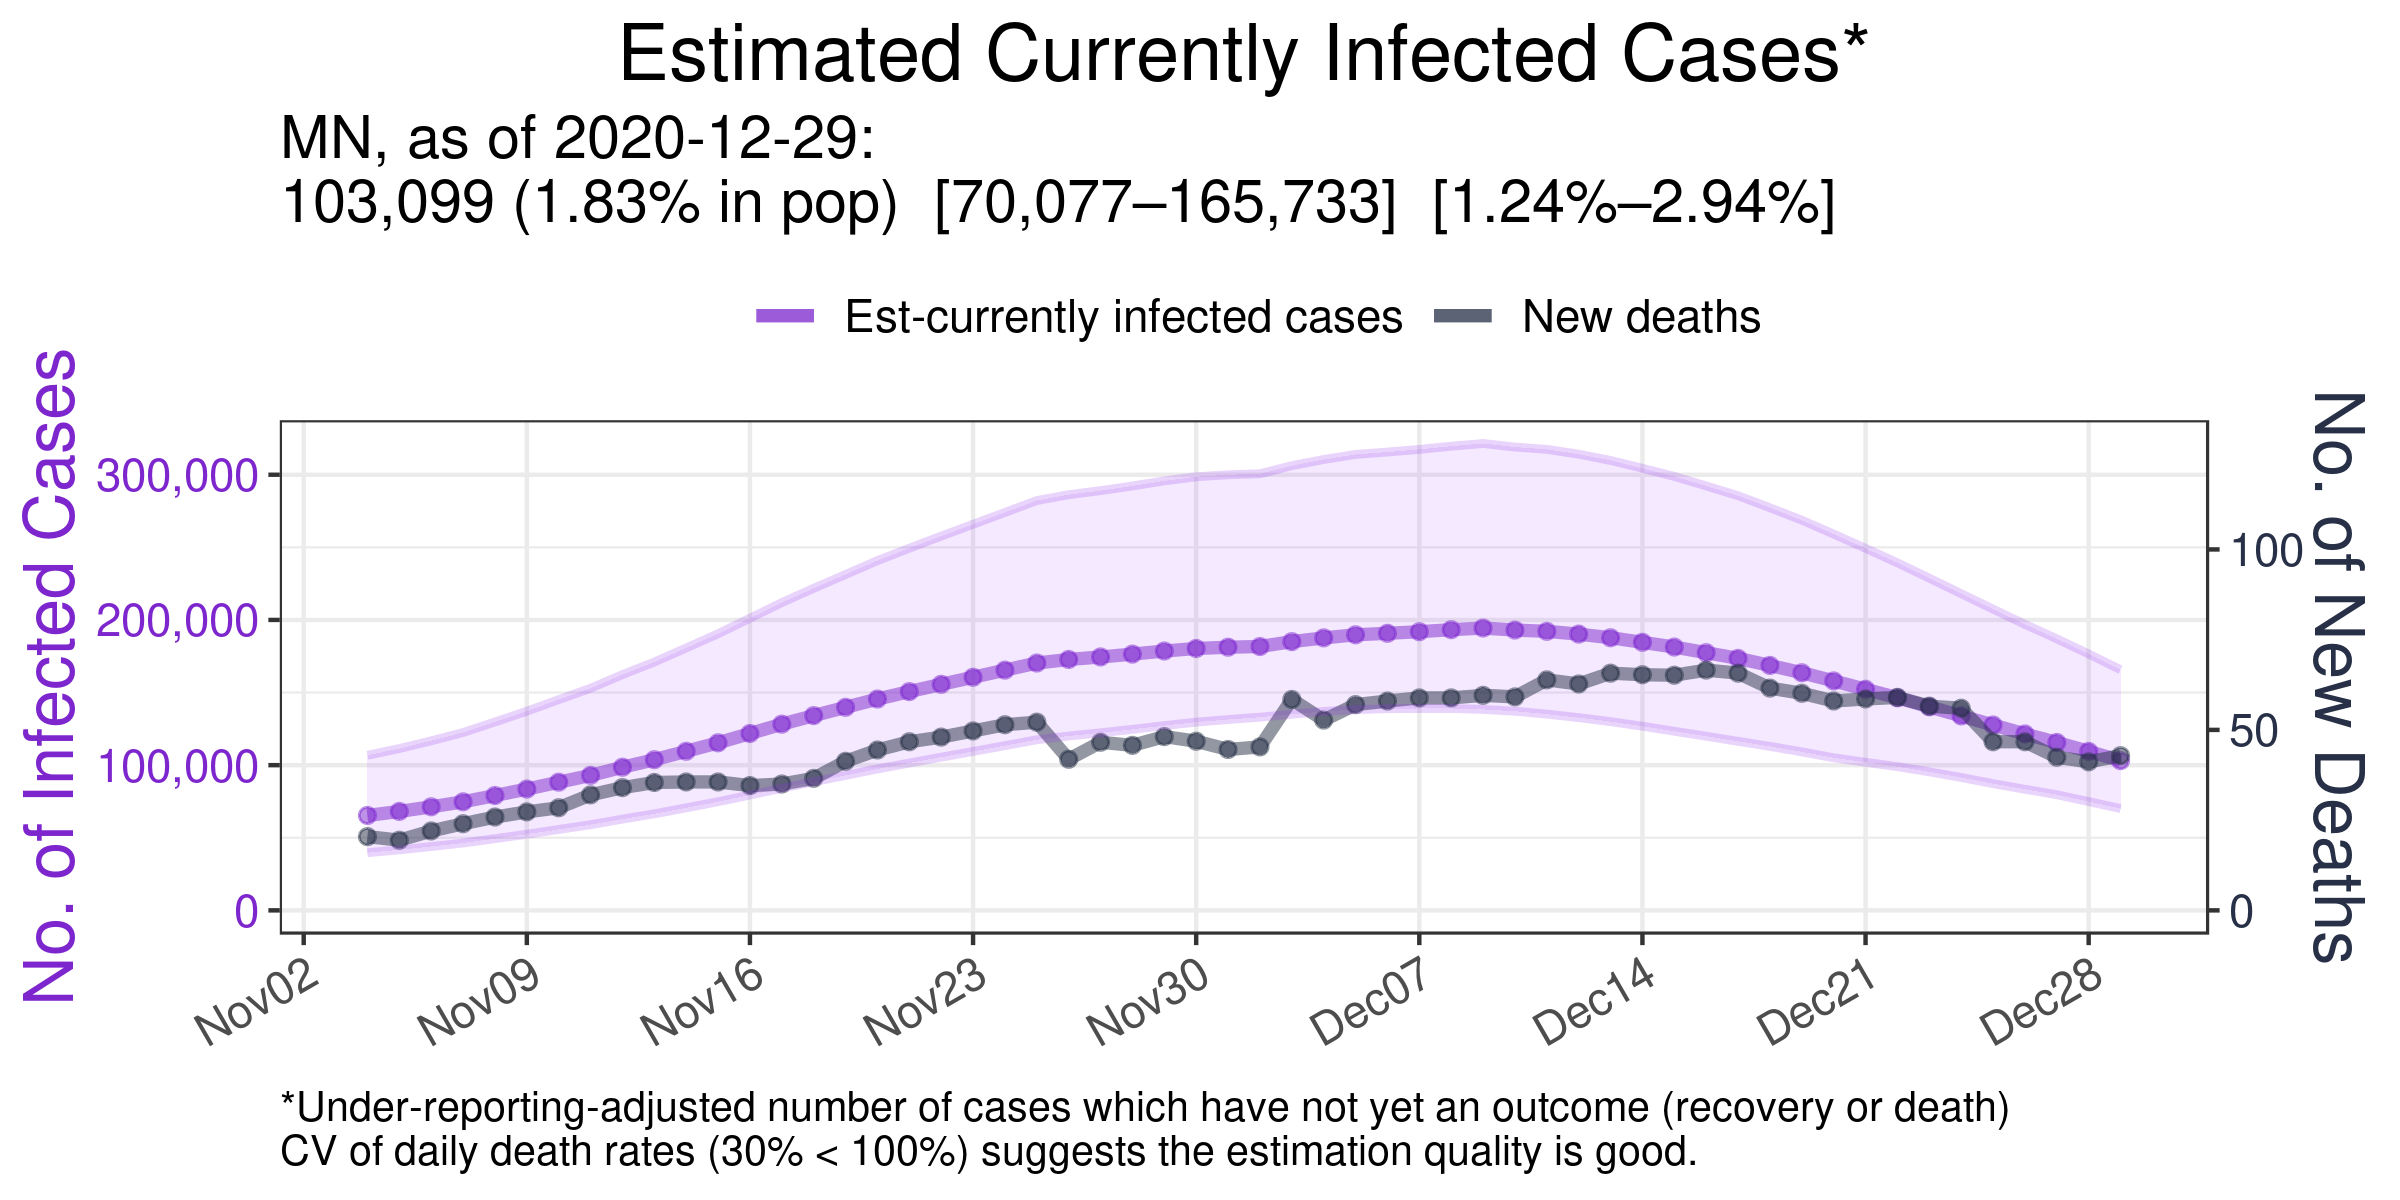 Estimated Currently Infected Cases*
MN, as of 2020-12-29:
103,099 (1.83% in pop)  [70,077–165,733]  [1.24%–2.94%]
Est-currently infected cases
New deaths
No. of Infected Cases
300,000
200,000
100,000
0
No. of New Deaths
100
50
0
Nov02
Nov09
Nov16
Nov23
Nov30
Dec07
Dec14
Dec21
Dec28
*Under-reporting-adjusted number of cases which have not yet an outcome (recovery or death)
CV of daily death rates (30% < 100%) suggests the estimation quality is good.